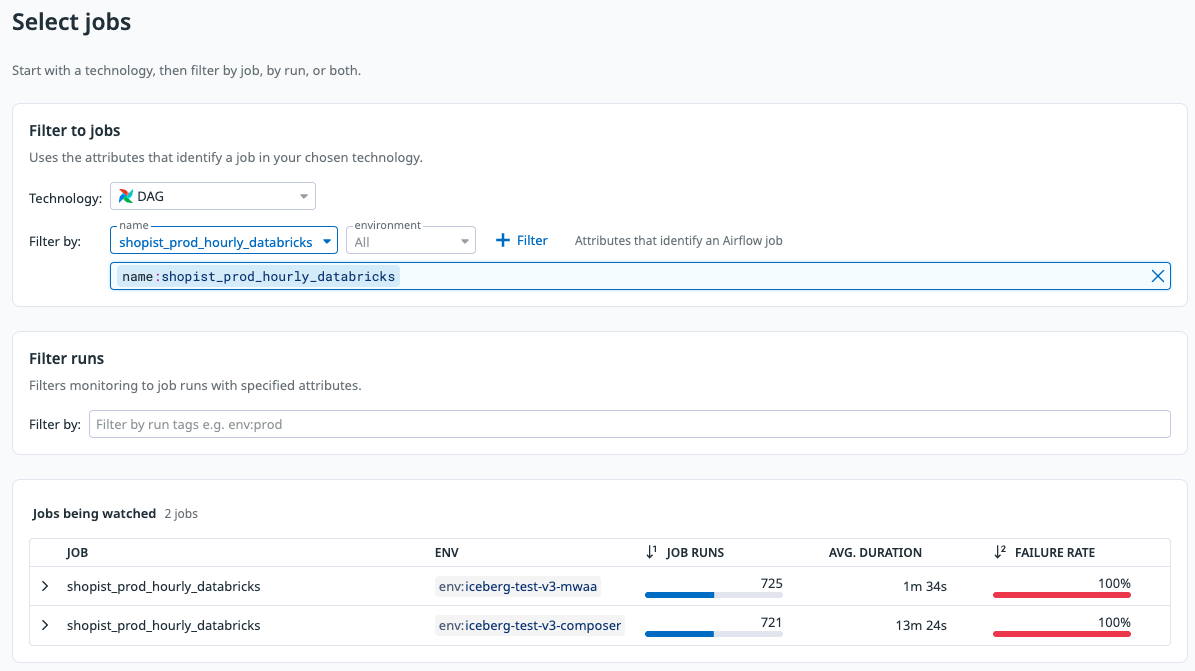 Select jobs
Start with a technology, then filter by job, by run, or both.
Filter to jobs
Uses the attributes that identify a job in your chosen technology.
Technology: DAG
name environment
Filter by: shopist_prod_hourly_databricks All + Filter Attributes that identify an Airflow job
name:shopist_prod_hourly_databricks
Filter runs
Filters monitoring to job runs with specified attributes.
Filter by: Filter by run tags e.g. env:prod
Jobs being watched 2 jobs
JOB ENV 1 JOB RUNS AVG. DURATION 2 FAILURE RATE
shopist_prod_hourly_databricks env:iceberg-test-v3-mwaa 725 1m 34s 100%
shopist_prod_hourly_databricks env:iceberg-test-v3-composer 721 13m 24s 100%